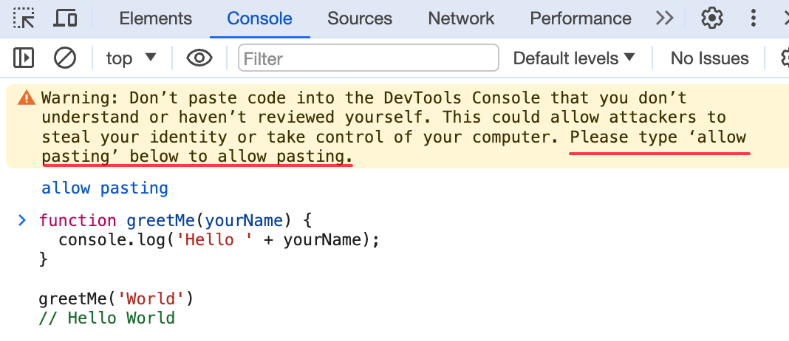 Elements Console Sources Network Performance
top Filter Default levels No Issues
Warning: Don’t paste code into the DevTools Console that you don’t
understand or haven’t reviewed yourself. This could allow attackers to
steal your identity or take control of your computer. Please type ‘allow
pasting’ below to allow pasting.
allow pasting
function greetMe(yourName) {
console.log('Hello ' + yourName);
}
greetMe('World')
// Hello World